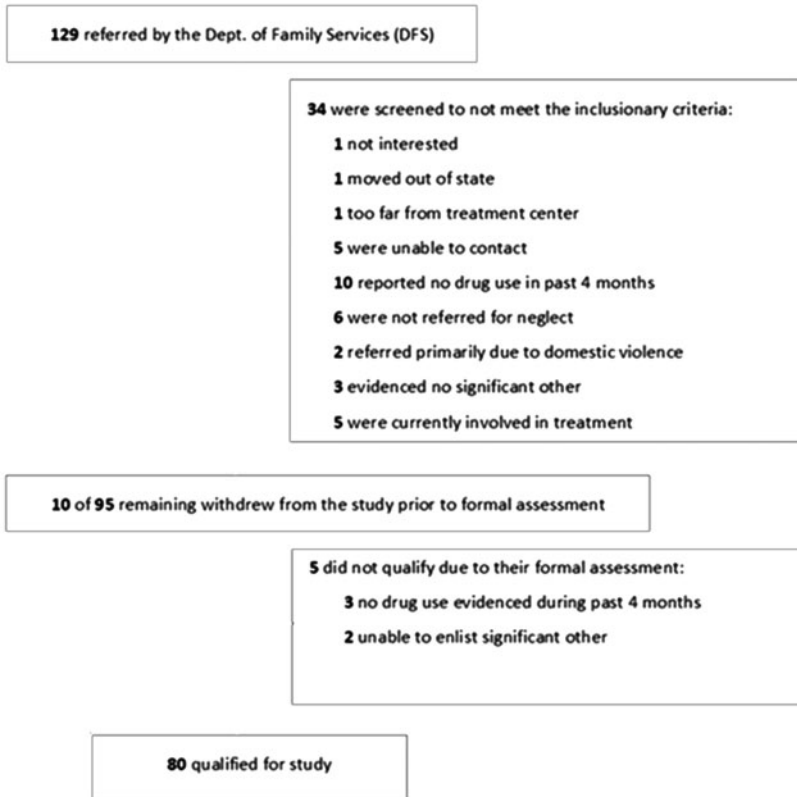 129 referred by the Dept. of Family Services (DFS)
34 were screened to not meet the inclusionary criteria:
1 not interested
1 moved out of state
1 too far from treatment center
5 were unable to contact
10 reported no drug use in past 4 months
6 were not referred for neglect
2 referred primarily due to domestic violence
3 evidenced no significant other
5 were currently involved in treatment
10 of 95 remaining withdrew from the study prior to formal assessment
5 did not qualify due to their formal assessment:
3 no drug use evidenced during past 4 months
2 unable to enlist significant other
80 qualified for study